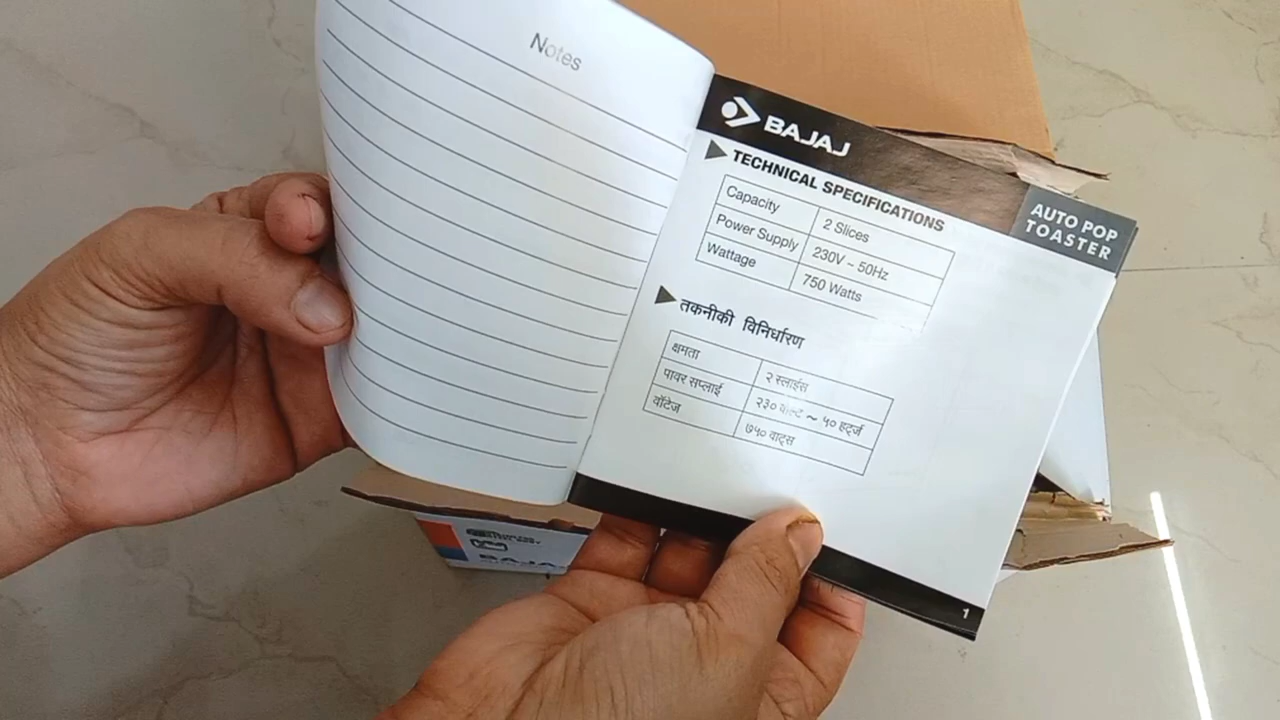 Notes
BAJAJ
AUTO POP
TOASTER
TECHNICAL SPECIFICATIONS
Capacity 2 Slices
Power Supply 230V ~ 50Hz
Wattage 750 Watts
तकनीकी विनिर्धारण
क्षमता २ स्लाईस
पावर सप्लाई २३० वोल्ट ~ ५० हर्ट्ज
वॉटेज ७५० वाट्स
1
BAJAJ